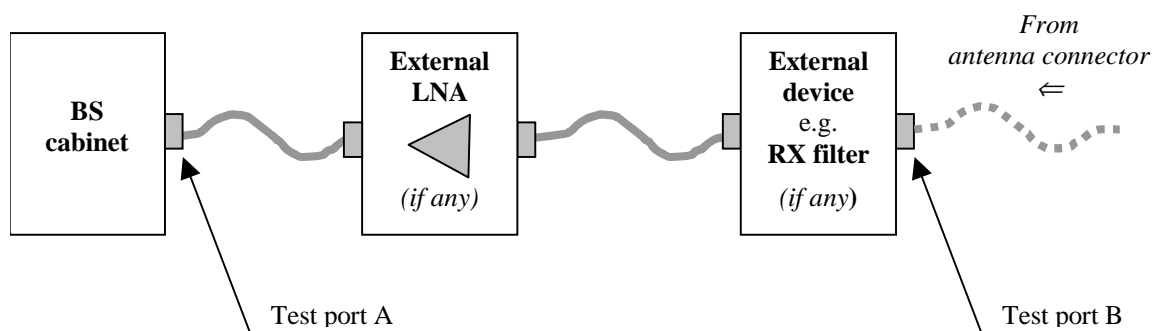 BS
cabinet
External
LNA
(if any)
External
device
e.g.
RX filter
(if any)
From
antenna connector
⇐
Test port A
Test port B